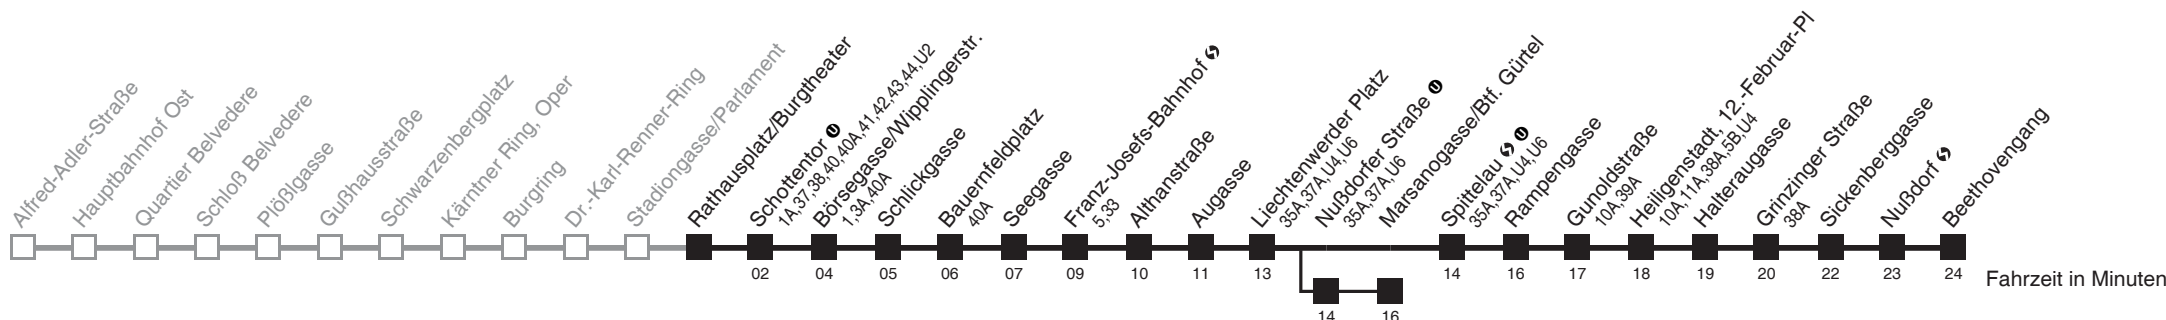 Alfred-Adler-Straße
Hauptbahnhof Ost
Quartier Belvedere
Schloß Belvedere
Plößlgasse
Gußhausstraße
Schwarzenbergplatz
Kärntner Ring, Oper
Burgring
Dr.-Karl-Renner-Ring
Stadiongasse/Parlament
Rathausplatz/Burgtheater
Schottentor U
1A,37,38,40,40A,41,42,43,44,U2
Börsegasse/Wipplingerstr.
1,3A,40A
Schlickgasse
Bauernfeldplatz
40A
Seegasse
Franz-Josefs-Bahnhof S
5,33
Althanstraße
Augasse
Liechtenwerder Platz
35A,37A,U4,U6
Nußdorfer Straße U
35A,37A,U6
Marsanogasse/Btf. Gürtel
Spittelau S U
35A,37A,U4,U6
Rampengasse
Gunoldstraße
10A,39A
Heiligenstadt, 12.-Februar-Pl
10A,11A,38A,5B,U4
Halteraugasse
Grinzinger Straße
38A
Sickenberggasse
Nußdorf S
Beethovengang
02 04 05 06 07 09 10 11 13 14 16 17 18 19 20 22 23 24
Fahrzeit in Minuten
14 16